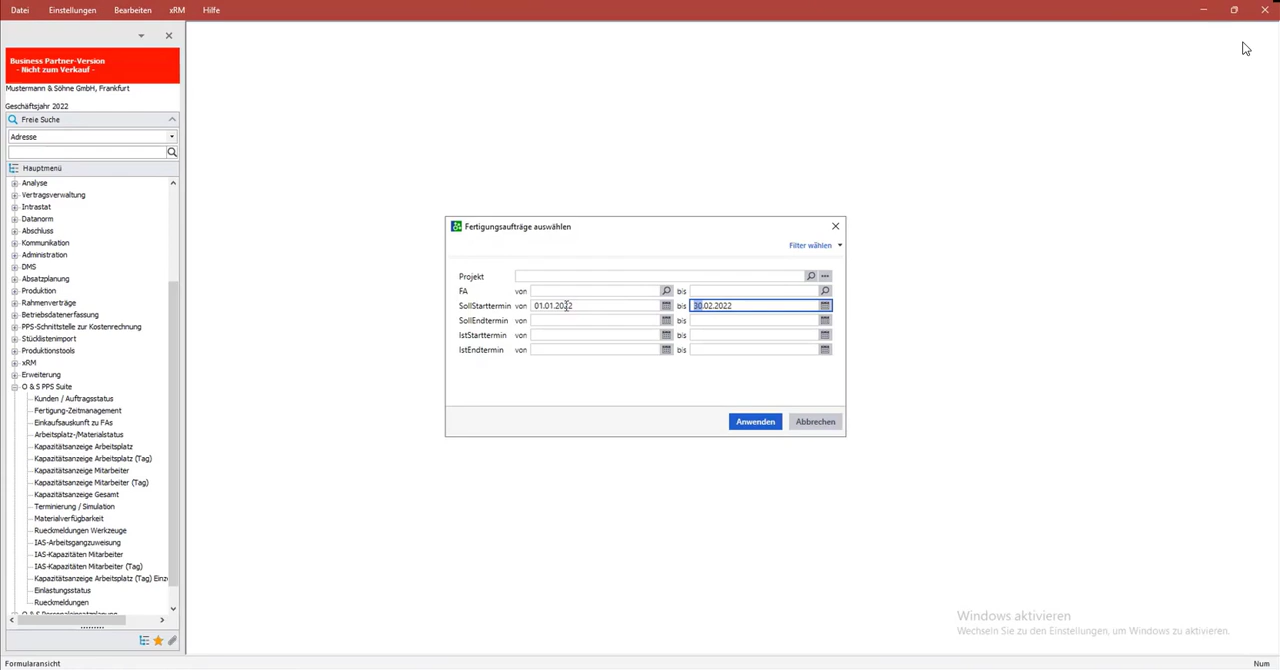 Datei Einstellungen Bearbeiten xRM Hilfe
Business Partner-Version
- Nicht zum Verkauf -
Mustermann & Söhne GmbH, Frankfurt
Geschäftsjahr 2022
Freie Suche
Adresse
Hauptmenü
Analyse
Vertragsverwaltung
Intrastat
Datanorm
Abschluss
Kommunikation
Administration
DMS
Absatzplanung
Produktion
Rahmenverträge
Betriebsdatenerfassung
PPS-Schnittstelle zur Kostenrechnung
Stücklistenimport
Produktionstools
xRM
Erweiterung
O & S PPS Suite
Kunden / Auftragsstatus
Fertigung-Zeitmanagement
Einkaufsauskunft zu FAs
Arbeitsplatz-/Materialstatus
Kapazitätsanzeige Arbeitsplatz
Kapazitätsanzeige Arbeitsplatz (Tag)
Kapazitätsanzeige Mitarbeiter
Kapazitätsanzeige Mitarbeiter (Tag)
Kapazitätsanzeige Gesamt
Terminierung / Simulation
Materialverfügbarkeit
Rueckmeldungen Werkzeuge
IAS-Arbeitsgangzuweisung
IAS-Kapazitäten Mitarbeiter
IAS-Kapazitäten Mitarbeiter (Tag)
Kapazitätsanzeige Arbeitsplatz (Tag) Einz
Einlastungsstatus
Rueckmeldungen
O & S Personaleinsatzplanung
Fertigungsaufträge auswählen
Filter wählen
Projekt
FA von bis
SollStarttermin von 01.01.2022 bis 30.02.2022
SollEndtermin von bis
IstStarttermin von bis
IstEndtermin von bis
Anwenden Abbrechen
Windows aktivieren
Wechseln Sie zu den Einstellungen, um Windows zu aktivieren.
Formularansicht Num